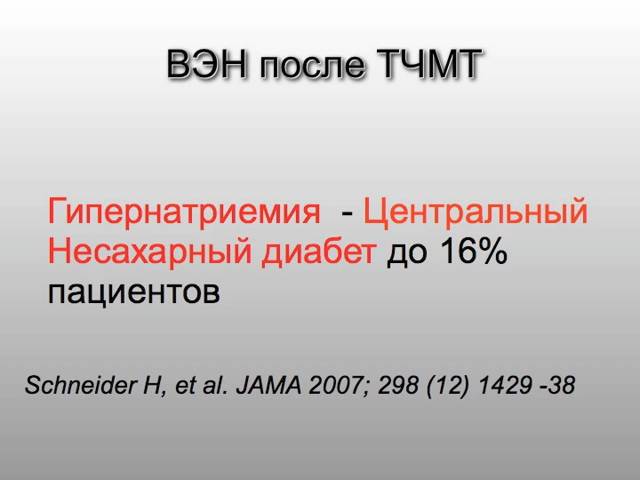 ВЭН после ТЧМТ
Гипернатриемия - Центральный
Несахарный диабет до 16%
пациентов
Schneider H, et al. JAMA 2007; 298 (12) 1429 -38